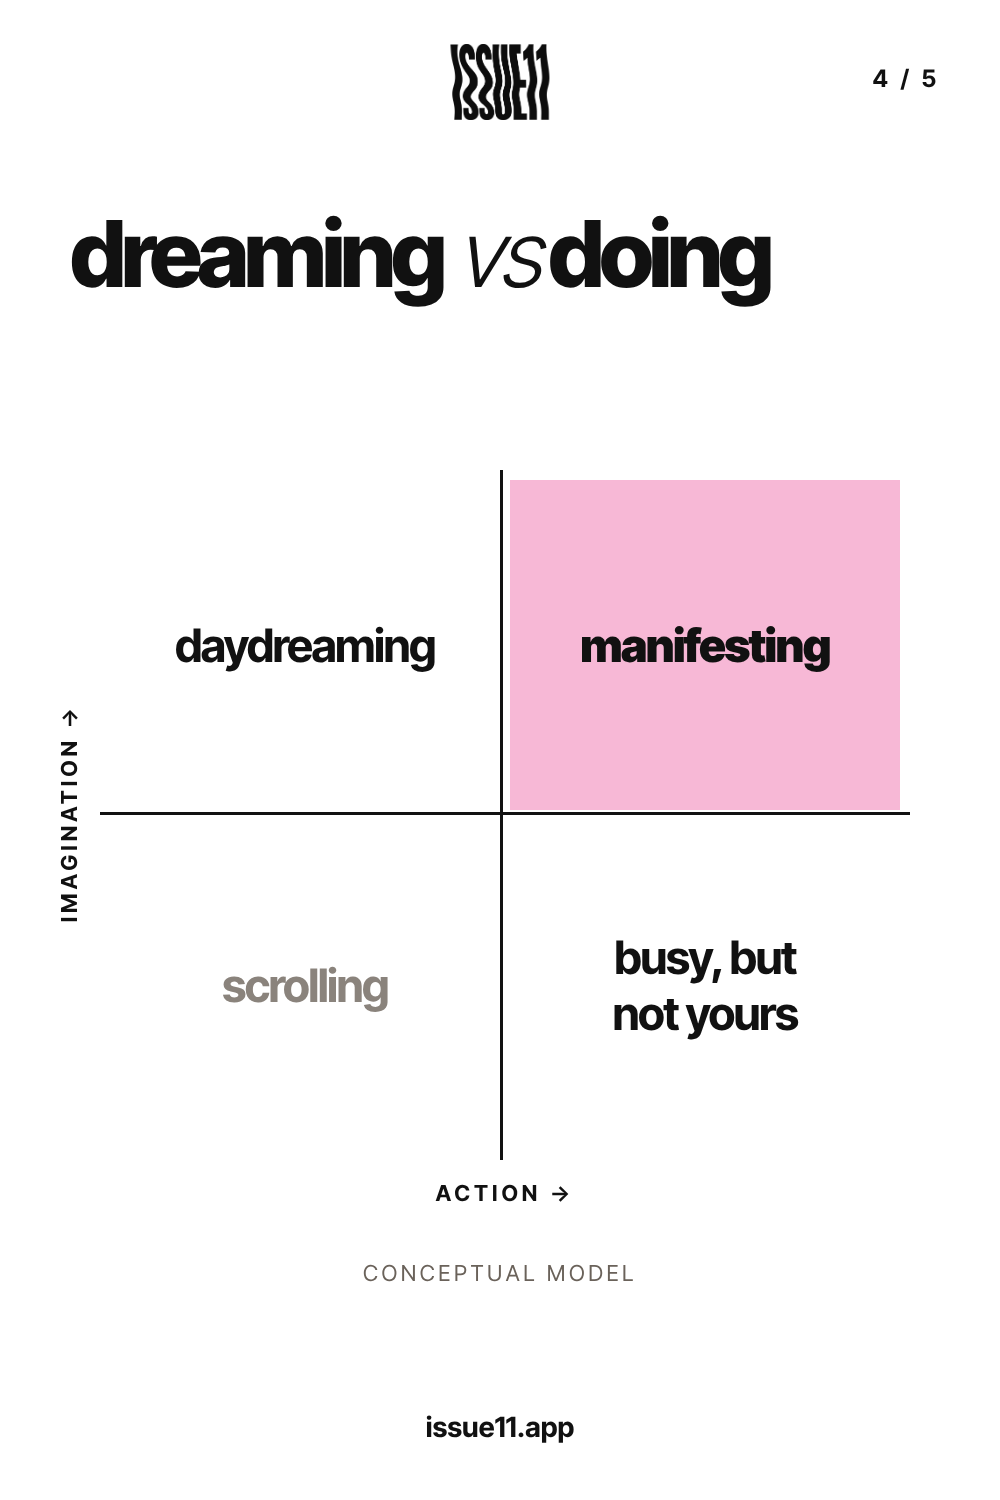 ISSUE11
4 / 5
dreaming vs doing
daydreaming
manifesting
IMAGINATION →
scrolling
busy, but
not yours
ACTION →
CONCEPTUAL MODEL
issue11.app